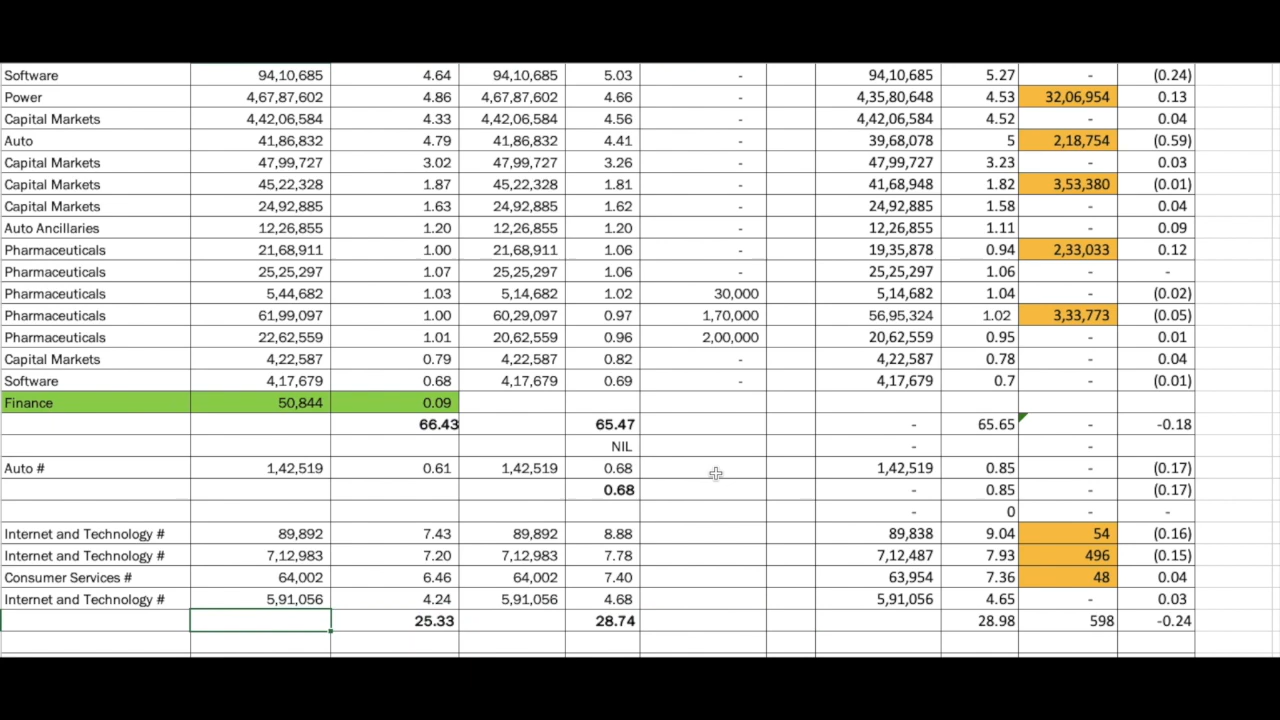 Software 94,10,685 4.64 94,10,685 5.03 - 94,10,685 5.27 - (0.24)
Power 4,67,87,602 4.86 4,67,87,602 4.66 - 4,35,80,648 4.53 32,06,954 0.13
Capital Markets 4,42,06,584 4.33 4,42,06,584 4.56 - 4,42,06,584 4.52 - 0.04
Auto 41,86,832 4.79 41,86,832 4.41 - 39,68,078 5 2,18,754 (0.59)
Capital Markets 47,99,727 3.02 47,99,727 3.26 - 47,99,727 3.23 - 0.03
Capital Markets 45,22,328 1.87 45,22,328 1.81 - 41,68,948 1.82 3,53,380 (0.01)
Capital Markets 24,92,885 1.63 24,92,885 1.62 - 24,92,885 1.58 - 0.04
Auto Ancillaries 12,26,855 1.20 12,26,855 1.20 - 12,26,855 1.11 - 0.09
Pharmaceuticals 21,68,911 1.00 21,68,911 1.06 - 19,35,878 0.94 2,33,033 0.12
Pharmaceuticals 25,25,297 1.07 25,25,297 1.06 - 25,25,297 1.06 - -
Pharmaceuticals 5,44,682 1.03 5,14,682 1.02 30,000 5,14,682 1.04 - (0.02)
Pharmaceuticals 61,99,097 1.00 60,29,097 0.97 1,70,000 56,95,324 1.02 3,33,773 (0.05)
Pharmaceuticals 22,62,559 1.01 20,62,559 0.96 2,00,000 20,62,559 0.95 - 0.01
Capital Markets 4,22,587 0.79 4,22,587 0.82 - 4,22,587 0.78 - 0.04
Software 4,17,679 0.68 4,17,679 0.69 - 4,17,679 0.7 - (0.01)
Finance 50,844 0.09
66.43 65.47 - 65.65 - -0.18
NIL - -
Auto # 1,42,519 0.61 1,42,519 0.68 1,42,519 0.85 - (0.17)
0.68 - 0.85 - (0.17)
- 0 - -
Internet and Technology # 89,892 7.43 89,892 8.88 89,838 9.04 54 (0.16)
Internet and Technology # 7,12,983 7.20 7,12,983 7.78 7,12,487 7.93 496 (0.15)
Consumer Services # 64,002 6.46 64,002 7.40 63,954 7.36 48 0.04
Internet and Technology # 5,91,056 4.24 5,91,056 4.68 5,91,056 4.65 - 0.03
25.33 28.74 28.98 598 -0.24